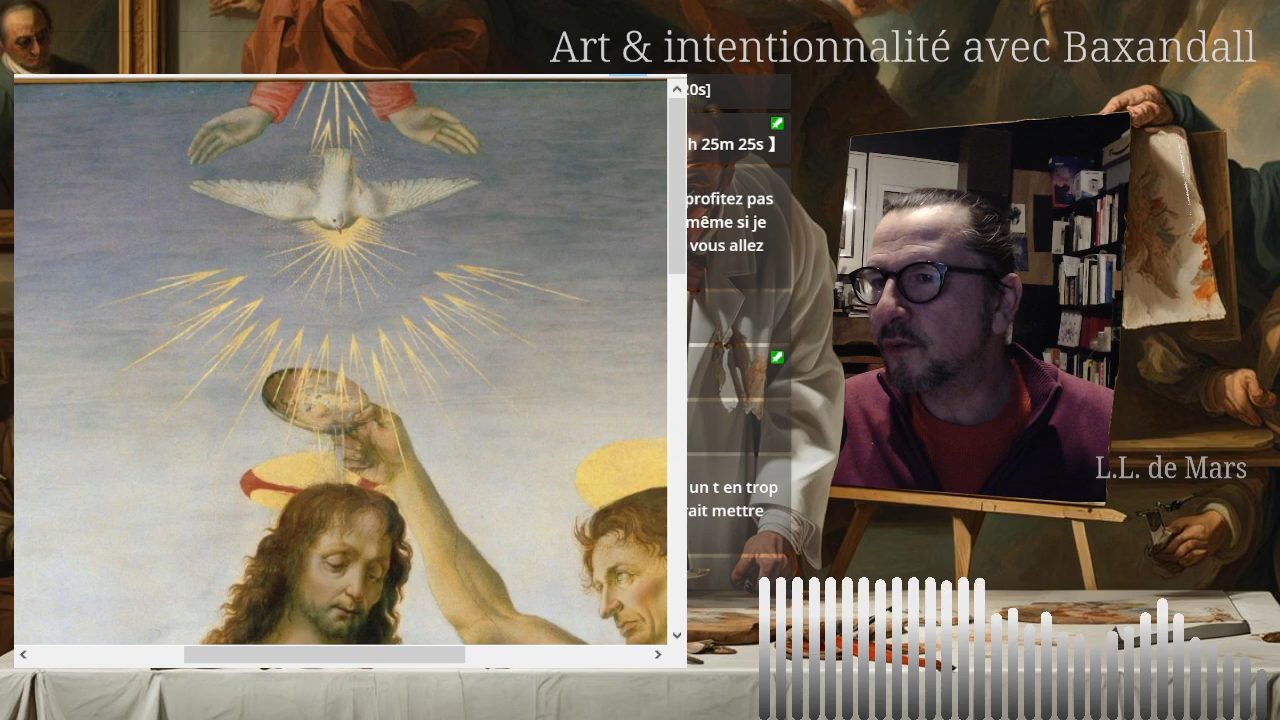 Art & intentionnalité avec Baxandall
20s]
h 25m 25s 】
profitez pas
même si je
vous allez
L.L. de Mars
un t en trop
rait mettre